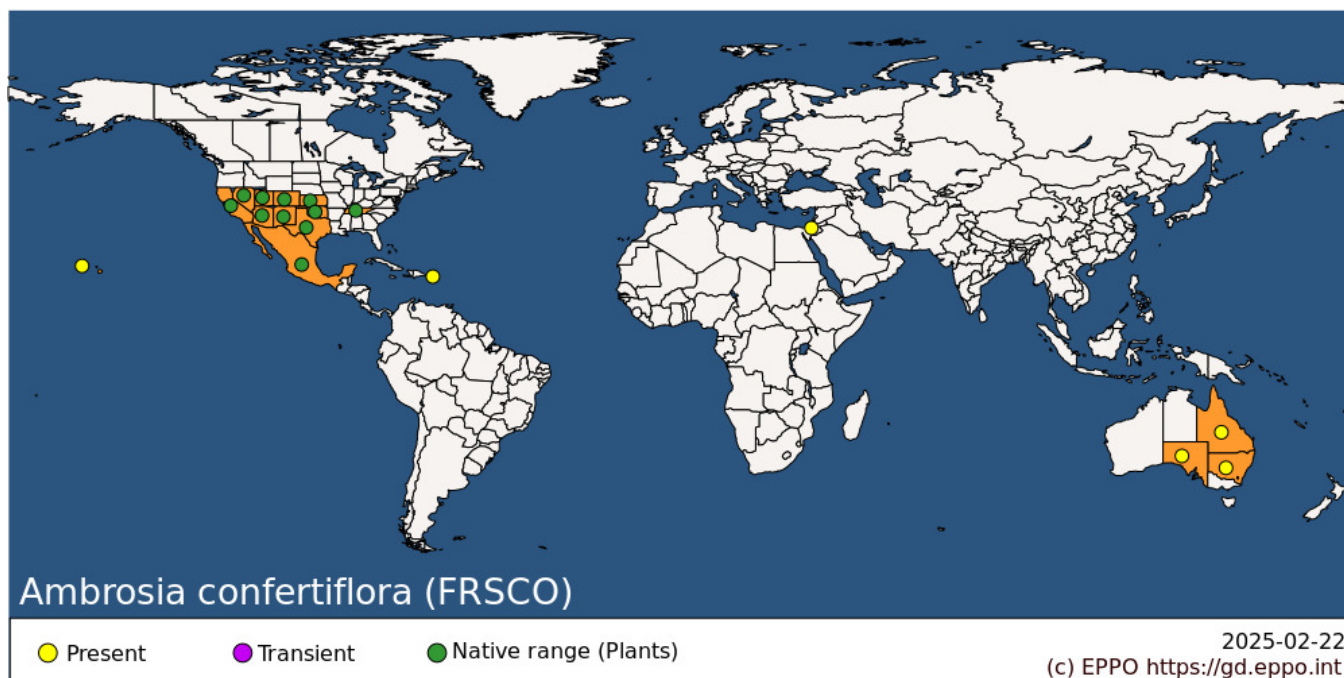 Ambrosia confertiflora (FRSCO)
Present
Transient
Native range (Plants)
2025-02-22
(c) EPPO https://gd.eppo.int